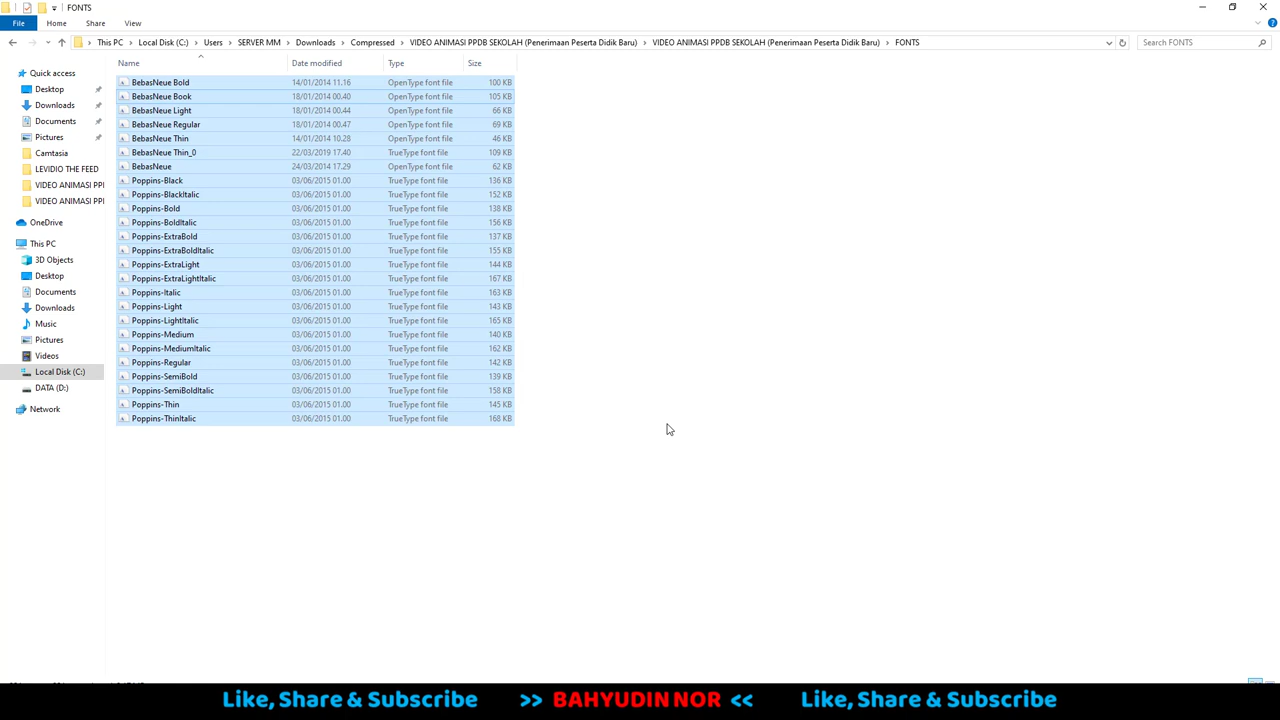 FONTS
File Home Share View
This PC Local Disk (C:) Users SERVER MM Downloads Compressed VIDEO ANIMASI PPDB SEKOLAH (Penerimaan Peserta Didik Baru) VIDEO ANIMASI PPDB SEKOLAH (Penerimaan Peserta Didik Baru) FONTS Search FONTS
Name Date modified Type Size
Quick access
Desktop
Downloads
Documents
Pictures
Camtasia
LEVIDIO THE FEED
VIDEO ANIMASI PPI
VIDEO ANIMASI PPI
OneDrive
This PC
3D Objects
Desktop
Documents
Downloads
Music
Pictures
Videos
Local Disk (C:)
DATA (D:)
Network
BebasNeue Bold 14/01/2014 11.16 OpenType font file 100 KB
BebasNeue Book 18/01/2014 00.40 OpenType font file 105 KB
BebasNeue Light 18/01/2014 00.44 OpenType font file 66 KB
BebasNeue Regular 18/01/2014 00.47 OpenType font file 69 KB
BebasNeue Thin 14/01/2014 10.28 OpenType font file 46 KB
BebasNeue Thin_0 22/03/2019 17.40 TrueType font file 109 KB
BebasNeue 24/03/2014 17.29 OpenType font file 62 KB
Poppins-Black 03/06/2015 01.00 TrueType font file 136 KB
Poppins-BlackItalic 03/06/2015 01.00 TrueType font file 152 KB
Poppins-Bold 03/06/2015 01.00 TrueType font file 138 KB
Poppins-BoldItalic 03/06/2015 01.00 TrueType font file 156 KB
Poppins-ExtraBold 03/06/2015 01.00 TrueType font file 137 KB
Poppins-ExtraBoldItalic 03/06/2015 01.00 TrueType font file 155 KB
Poppins-ExtraLight 03/06/2015 01.00 TrueType font file 144 KB
Poppins-ExtraLightItalic 03/06/2015 01.00 TrueType font file 167 KB
Poppins-Italic 03/06/2015 01.00 TrueType font file 163 KB
Poppins-Light 03/06/2015 01.00 TrueType font file 143 KB
Poppins-LightItalic 03/06/2015 01.00 TrueType font file 165 KB
Poppins-Medium 03/06/2015 01.00 TrueType font file 140 KB
Poppins-MediumItalic 03/06/2015 01.00 TrueType font file 162 KB
Poppins-Regular 03/06/2015 01.00 TrueType font file 142 KB
Poppins-SemiBold 03/06/2015 01.00 TrueType font file 139 KB
Poppins-SemiBoldItalic 03/06/2015 01.00 TrueType font file 158 KB
Poppins-Thin 03/06/2015 01.00 TrueType font file 145 KB
Poppins-ThinItalic 03/06/2015 01.00 TrueType font file 168 KB
Like, Share & Subscribe >> BAHYUDIN NOR << Like, Share & Subscribe